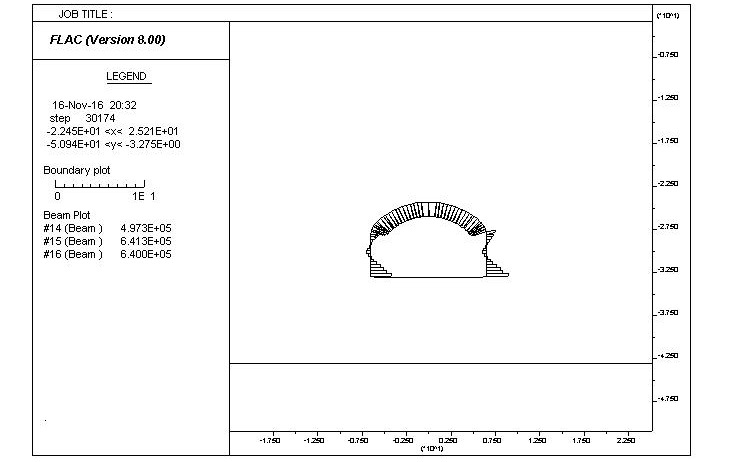 JOB TITLE :
(*10^1)
FLAC (Version 8.00)
LEGEND
16-Nov-16 20:32
step 30174
-2.245E+01 <x< 2.521E+01
-5.094E+01 <y< -3.275E+00
Boundary plot
0 1E 1
Beam Plot
#14 (Beam ) 4.973E+05
#15 (Beam ) 6.413E+05
#16 (Beam ) 6.400E+05
-0.750
-1.250
-1.750
-2.250
-2.750
-3.250
-3.750
-4.250
-4.750
-1.750 -1.250 -0.750 -0.250 0.250 0.750 1.250 1.750 2.250
(*10^1)